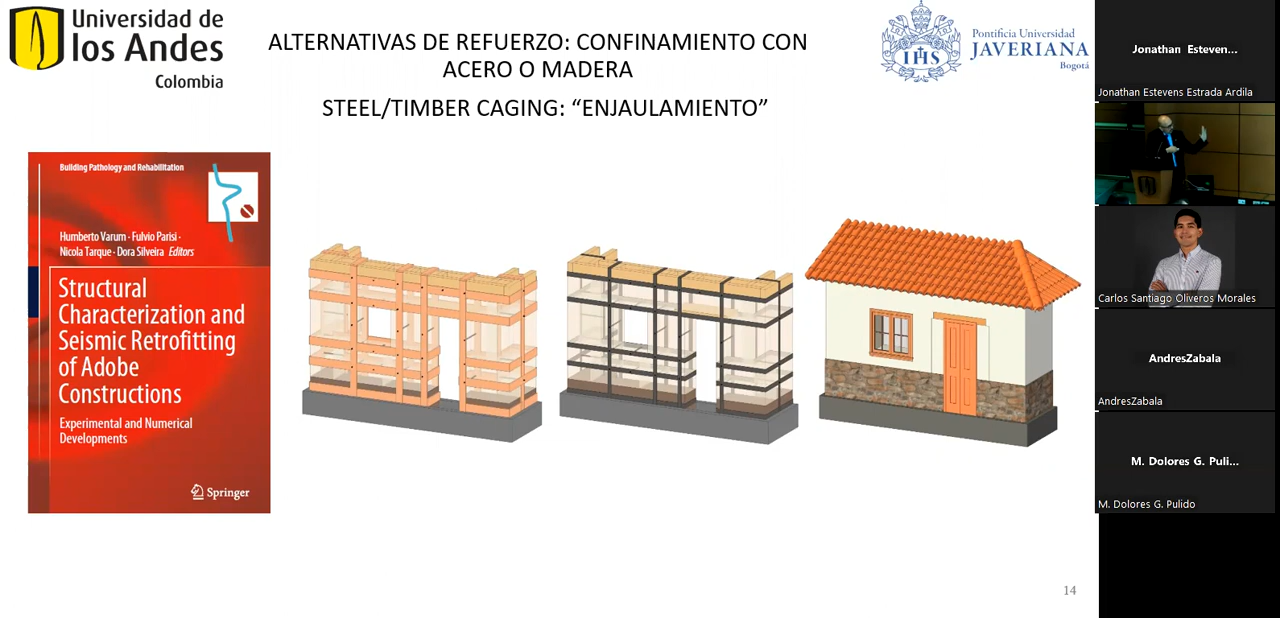 Universidad de
los Andes
Colombia
ALTERNATIVAS DE REFUERZO: CONFINAMIENTO CON
ACERO O MADERA
STEEL/TIMBER CAGING: “ENJAULAMIENTO”
IHS
Pontificia Universidad
JAVERIANA
Bogotá
Building Pathology and Rehabilitation
Humberto Varum · Fulvio Parisi ·
Nicola Tarque · Dora Silveira Editors
Structural
Characterization and
Seismic Retrofitting
of Adobe
Constructions
Experimental and Numerical
Developments
Springer
14
Jonathan Esteven...
Jonathan Estevens Estrada Ardila
Carlos Santiago Oliveros Morales
AndresZabala
AndresZabala
M. Dolores G. Puli...
M. Dolores G. Pulido